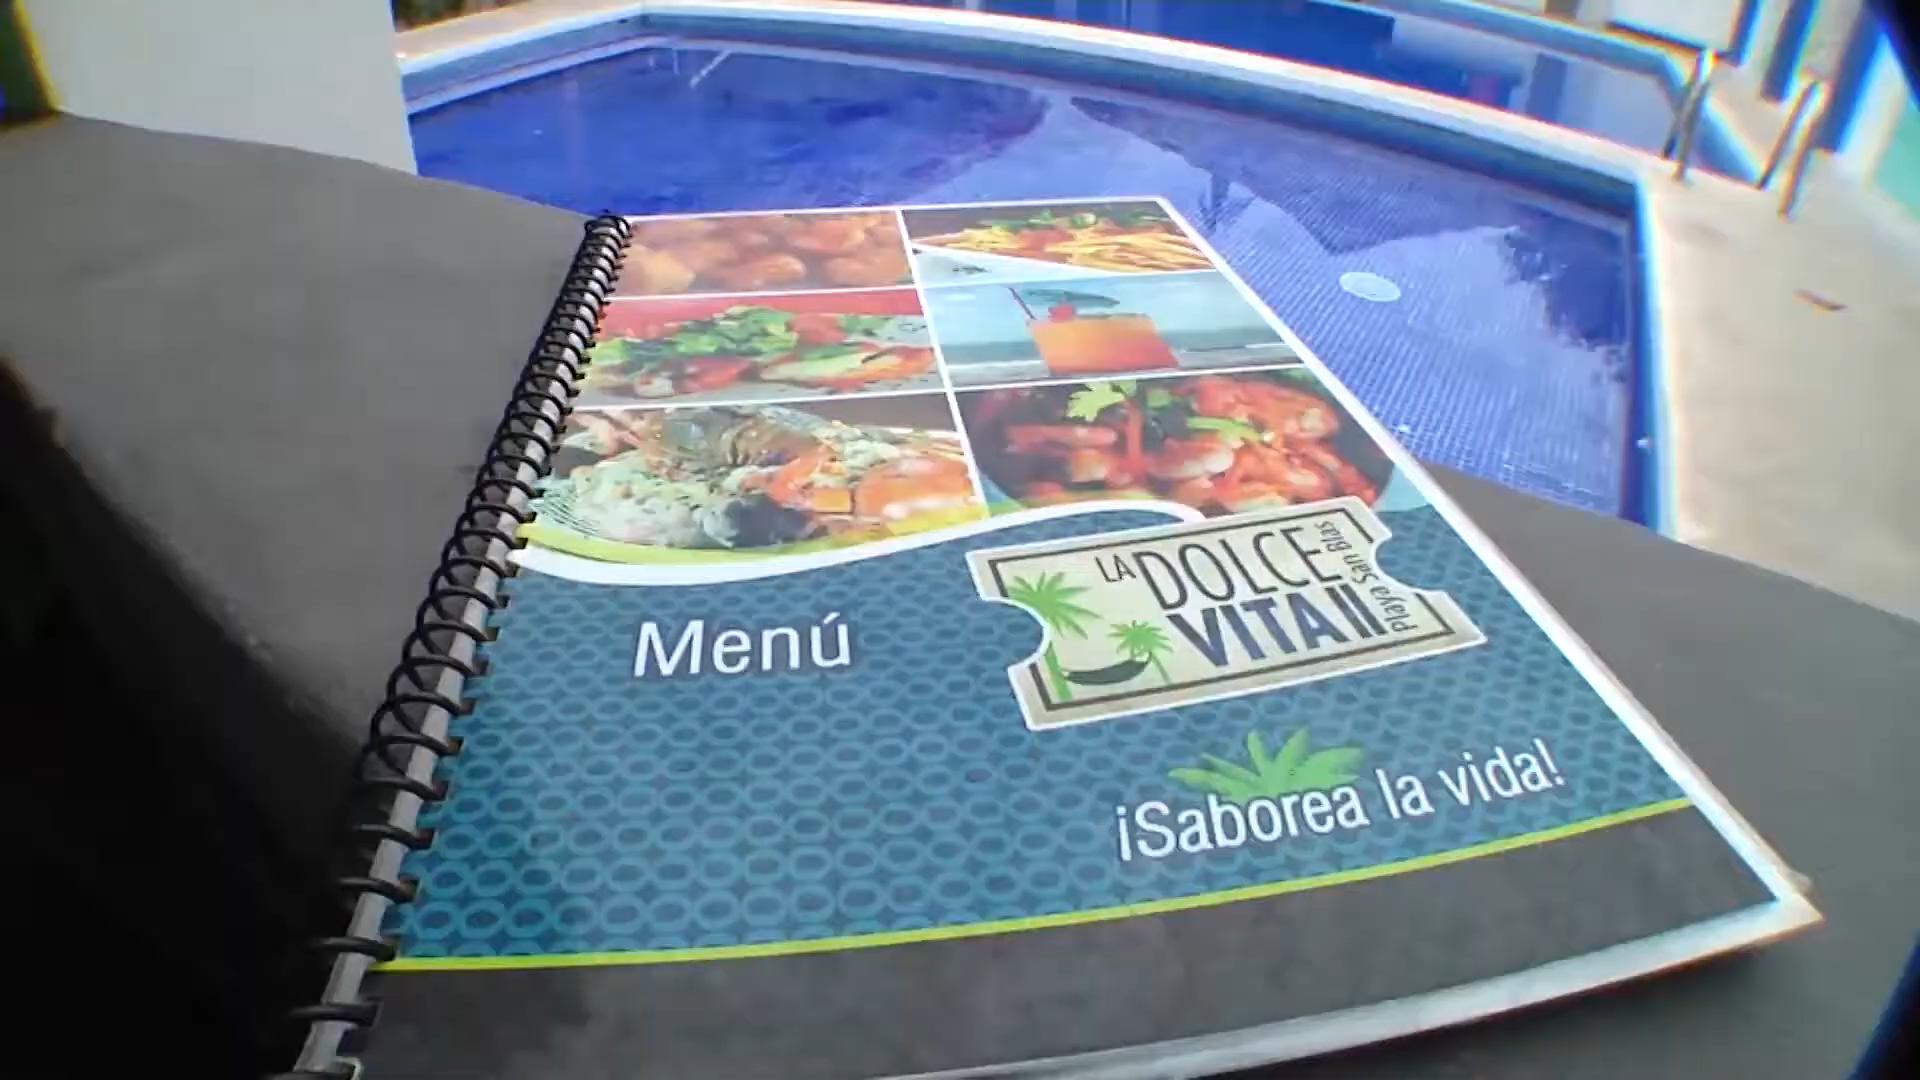 Menú
LA DOLCE
VITA II
Playa San Blas
¡Saborea la vida!